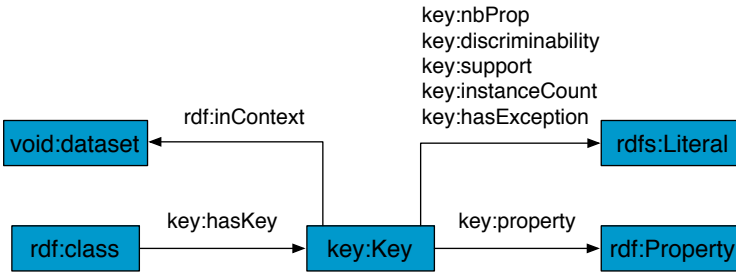 key:nbProp
key:discriminability
key:support
key:instanceCount
key:hasException
rdf:inContext
void:dataset
rdfs:Literal
key:hasKey
key:property
rdf:class
key:Key
rdf:Property